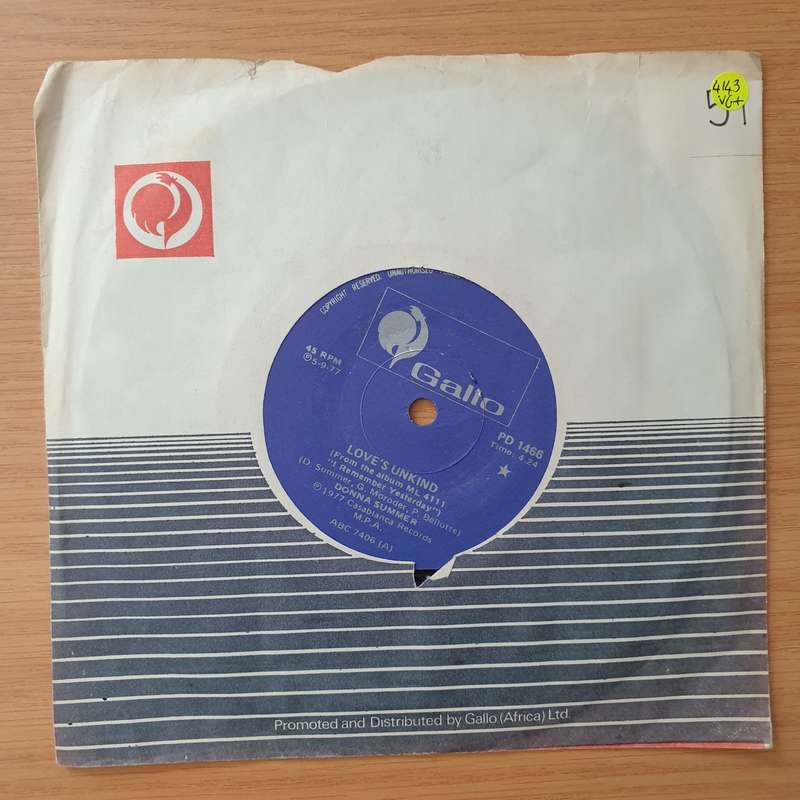 4143
VG+
COPYRIGHT RESERVED. UNAUTHORISED
Gallo
45 RPM
℗5-9-77
PD 1466
Time: 4.24
LOVE'S UNKIND
(From the album ML 4111
"I Remember Yesterday")
(D. Summer, G. Moroder, P. Bellotte)
DONNA SUMMER
℗ 1977 Casablanca Records
M.P.A.
ABC 7406 (A)
Promoted and Distributed by Gallo (Africa) Ltd.